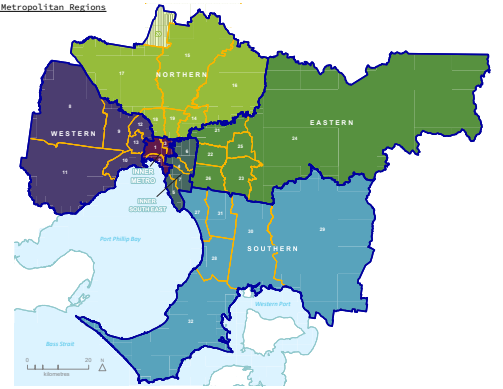 Metropolitan Regions
20
15
17
NORTHERN
16
8
EASTERN
12
18
19
14
WESTERN
9
21
13
1
24
25
22
10
INNER
METRO
11
26
23
INNER
SOUTH EAST
27
31
29
Port Phillip Bay
30
SOUTHERN
28
Western Port
32
Bass Strait
0
20
N
kilometres